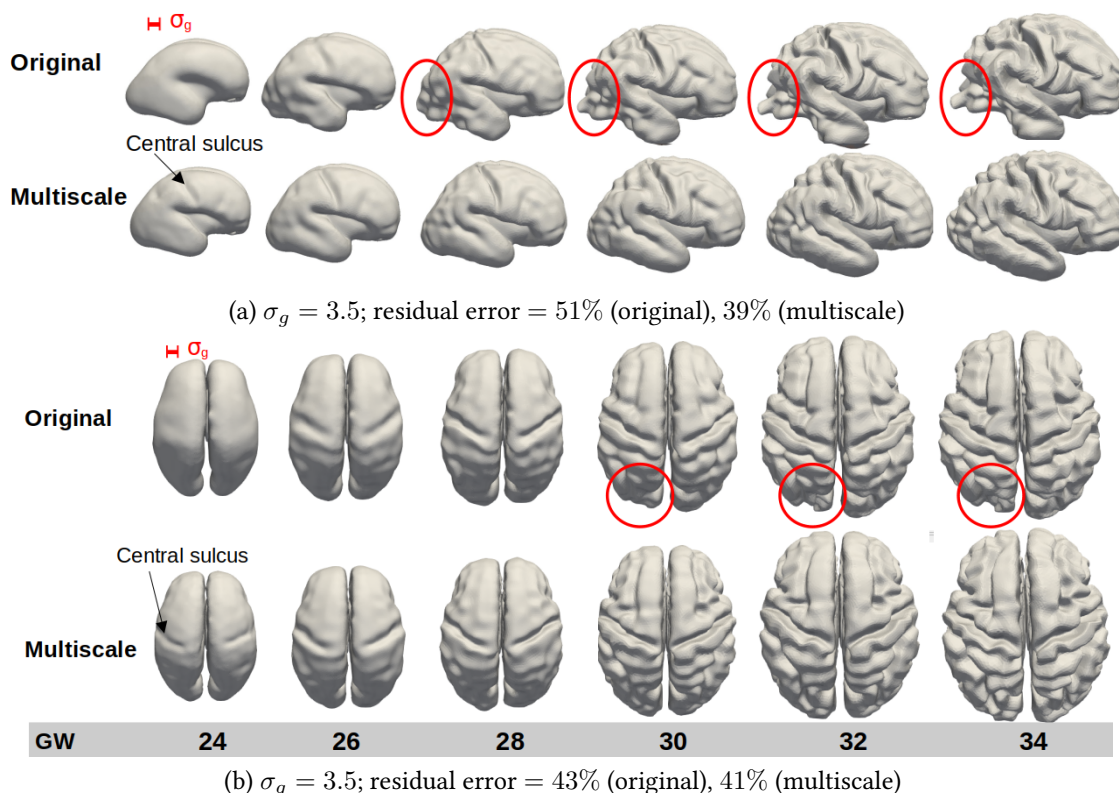 σg
Original
Central sulcus
Multiscale
(a) σg = 3.5; residual error = 51% (original), 39% (multiscale)
σg
Original
Central sulcus
Multiscale
GW 24 26 28 30 32 34
(b) σg = 3.5; residual error = 43% (original), 41% (multiscale)